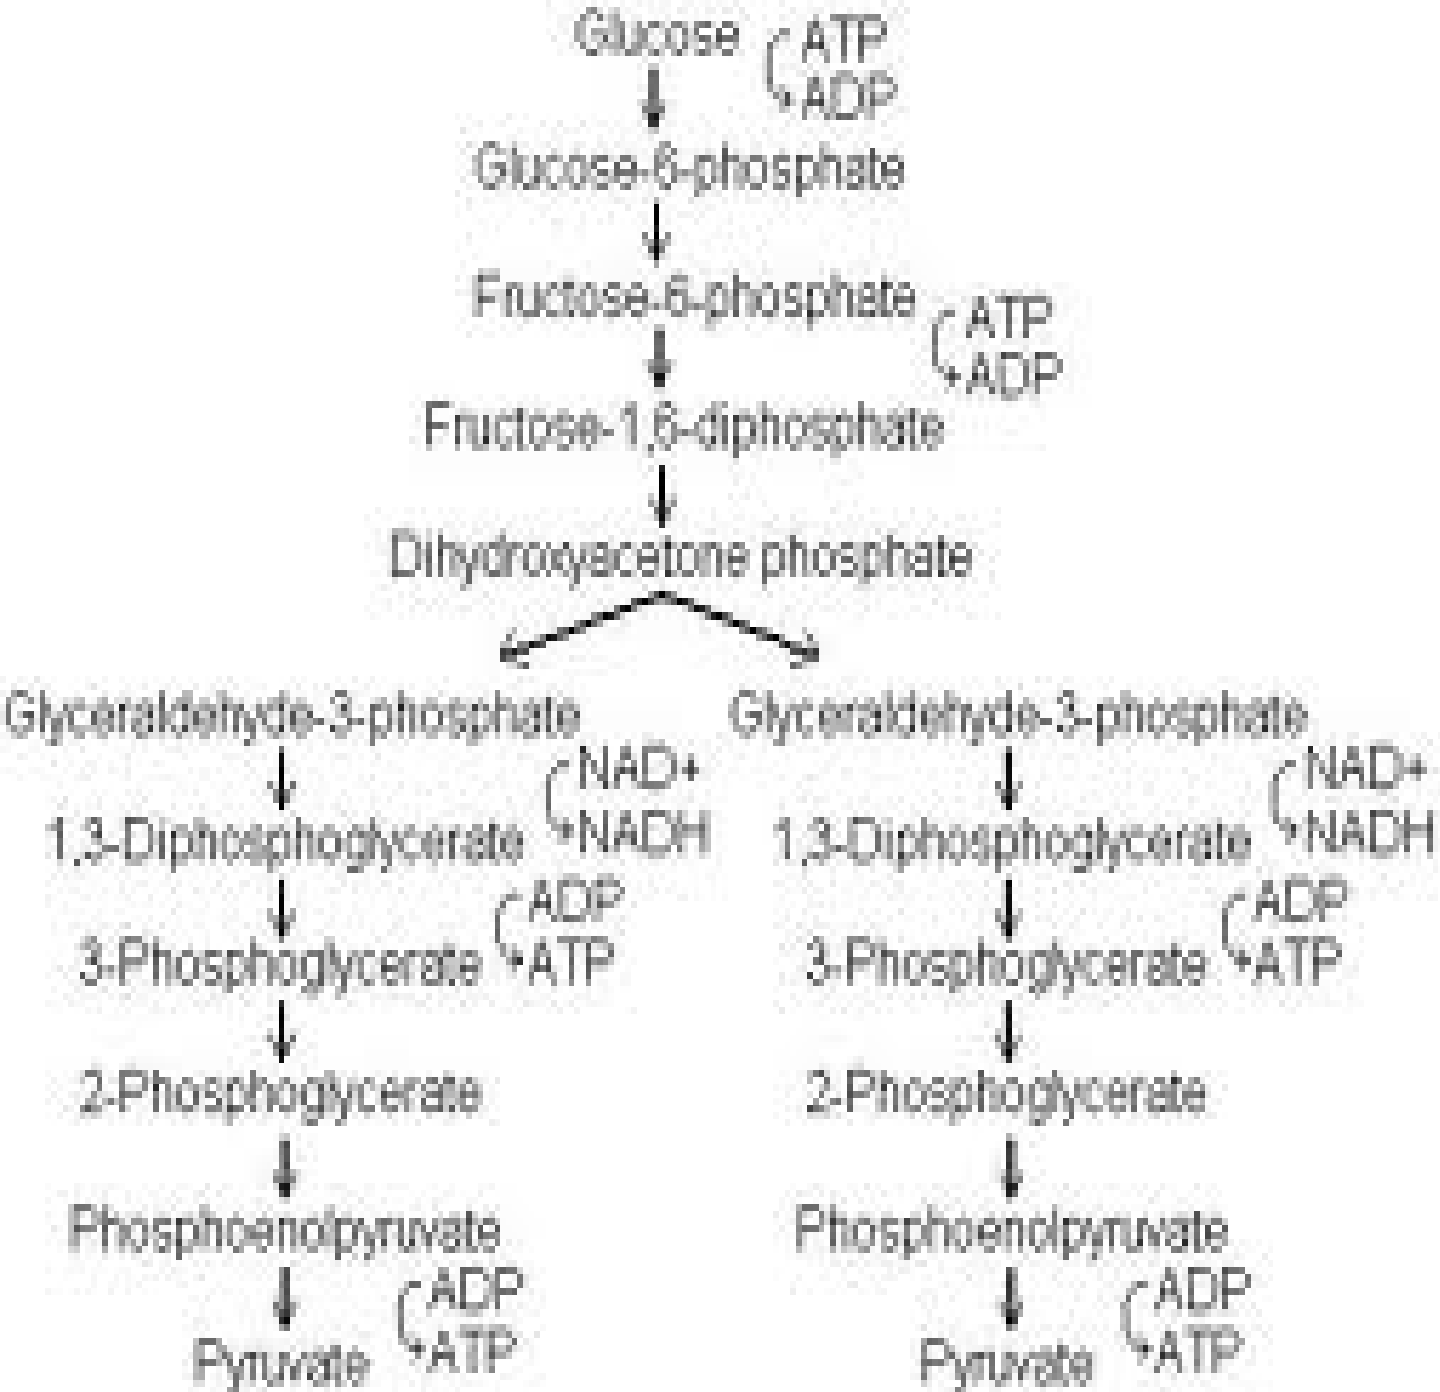 Glucose ATP
ADP
Glucose-6-phosphate
Fructose-6-phosphate ATP
ADP
Fructose-1,6-diphosphate
Dihydroxyacetone phosphate
Glyceraldehyde-3-phosphate Glyceraldehyde-3-phosphate
NAD+ NAD+
1,3-Diphosphoglycerate NADH 1,3-Diphosphoglycerate NADH
ADP ADP
3-Phosphoglycerate ATP 3-Phosphoglycerate ATP
2-Phosphoglycerate 2-Phosphoglycerate
Phosphoenolpyruvate Phosphoenolpyruvate
ADP ADP
Pyruvate ATP Pyruvate ATP